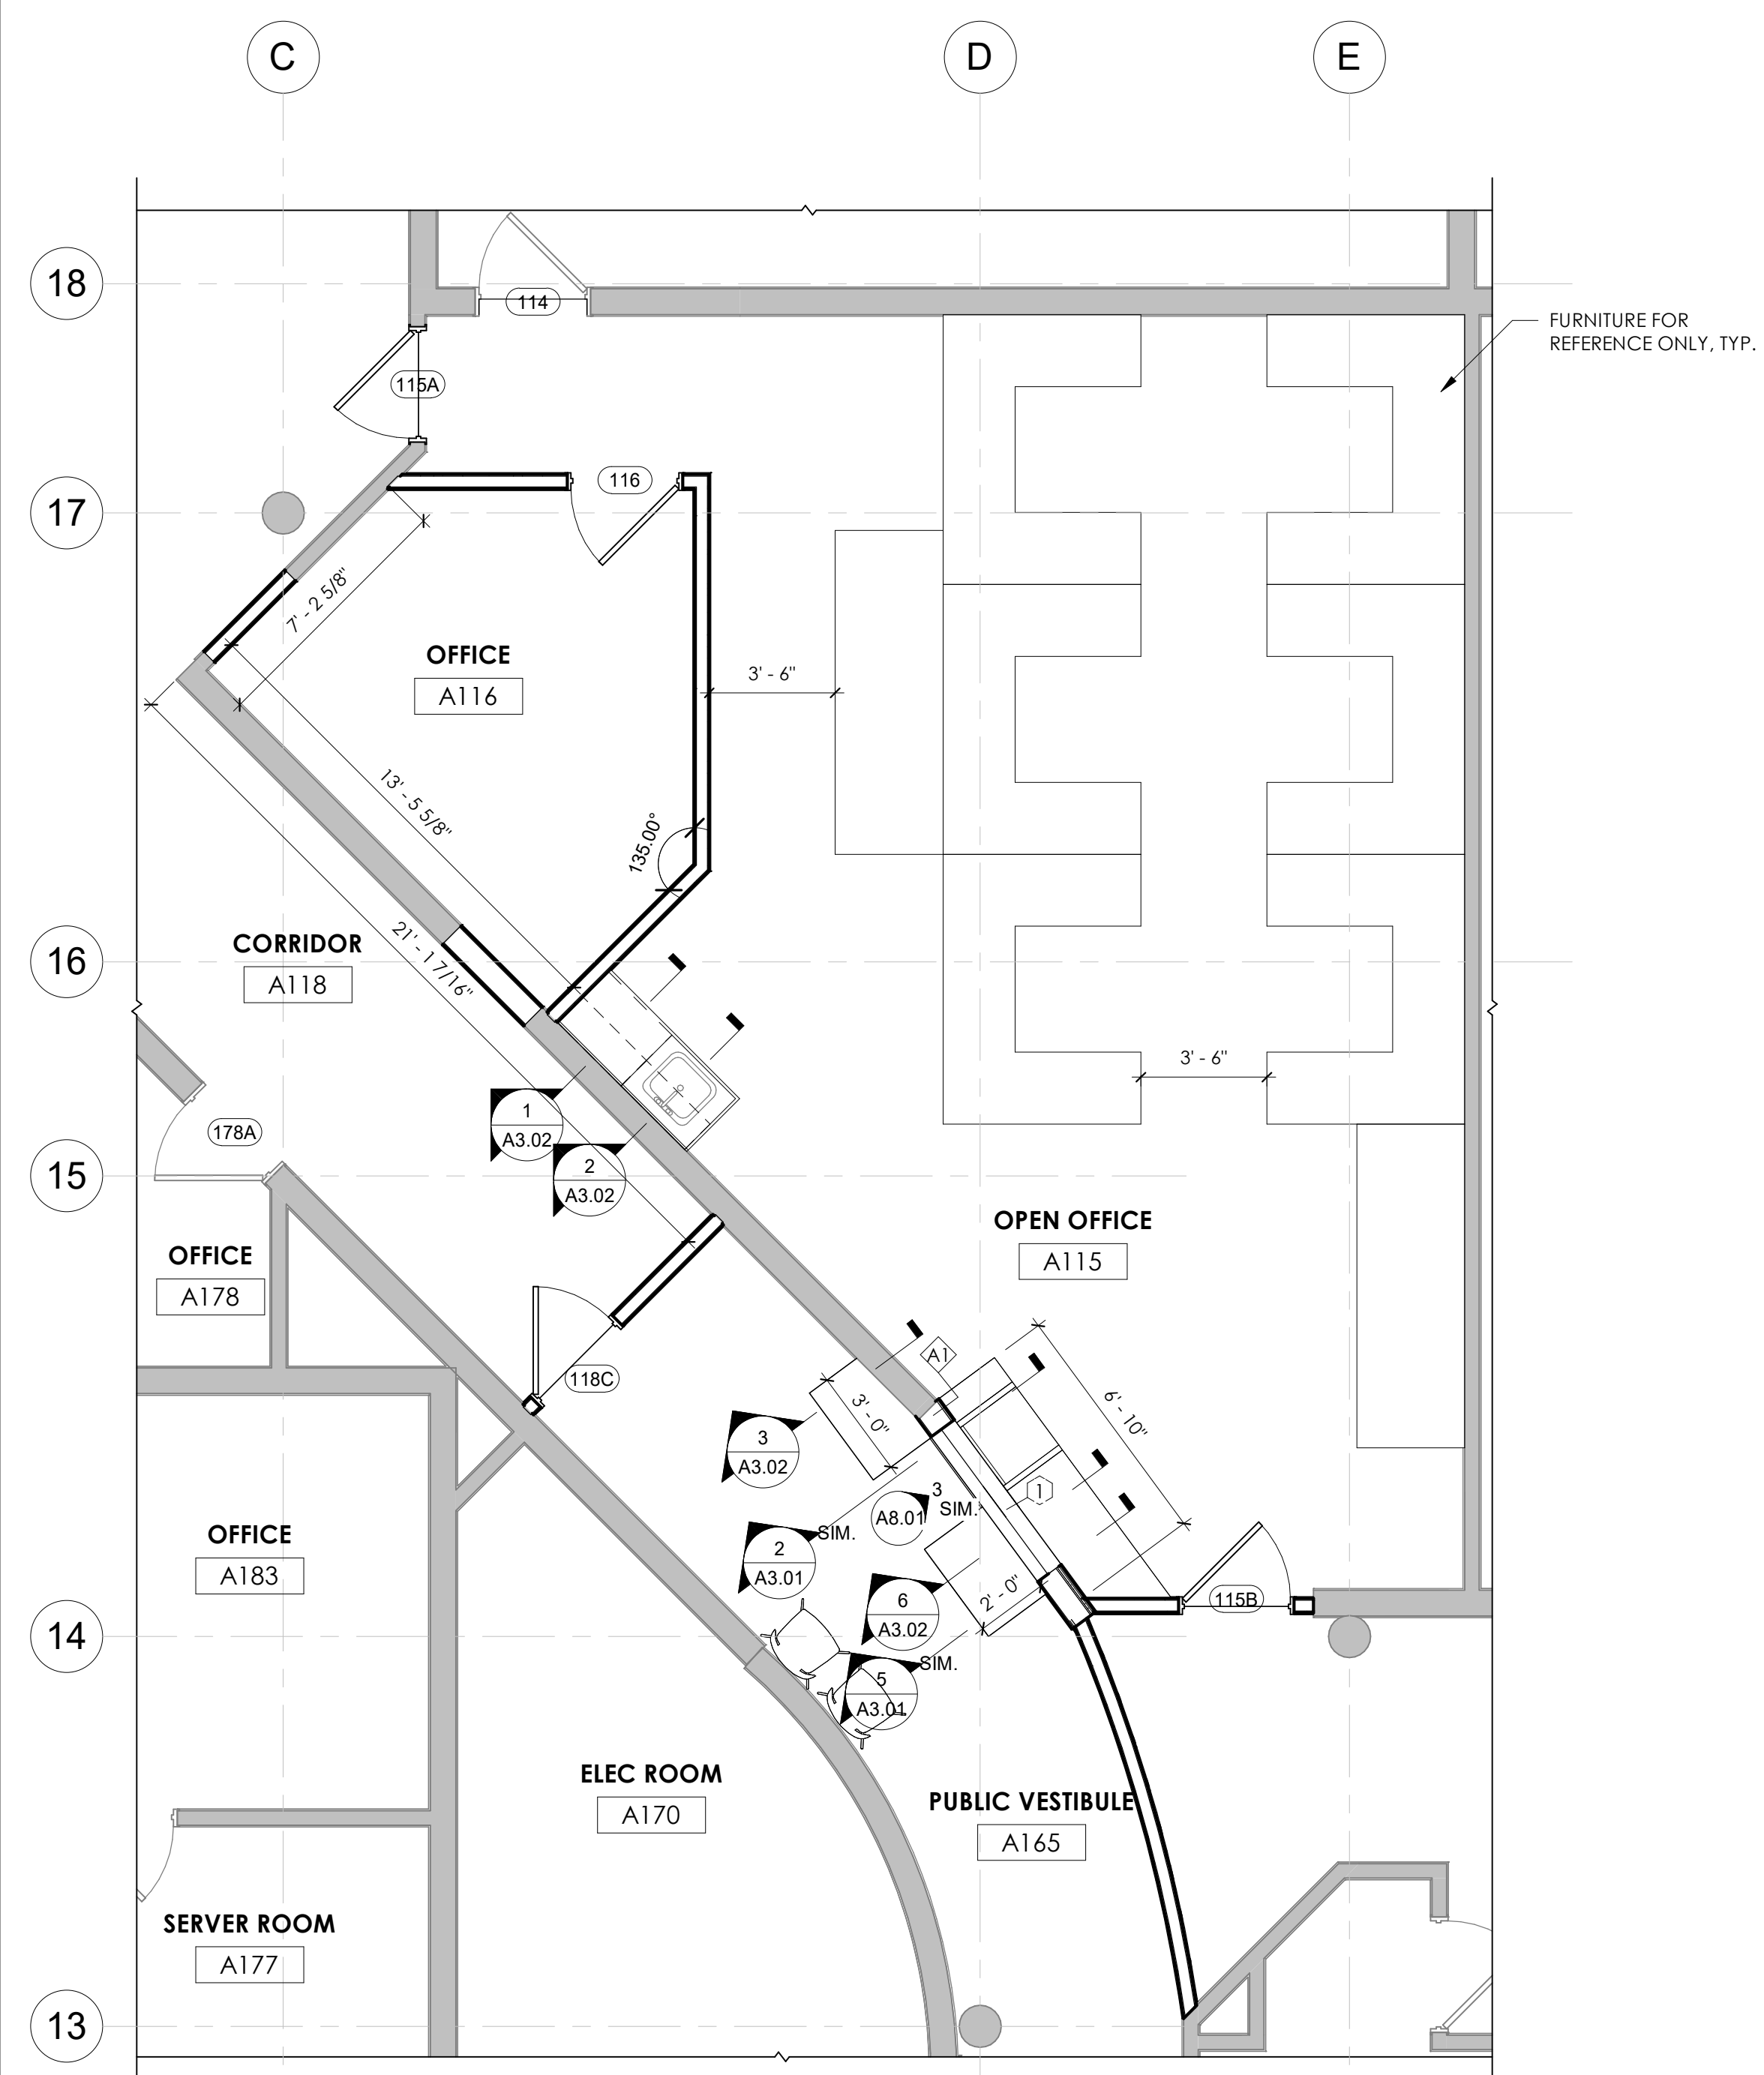 C
D
E
18
114
FURNITURE FOR
REFERENCE ONLY, TYP.
115A
116
17
7' - 2 5/8"
OFFICE
A116
3' - 6"
13' - 5 5/8"
135.00°
21' - 1 7/16"
CORRIDOR
A118
16
3' - 6"
1
A3.02
178A
2
A3.02
15
OPEN OFFICE
A115
OFFICE
A178
A1
118C
3' - 0"
6' - 10"
3
A3.02
1
3
SIM.
A8.01
SIM.
2
A3.01
OFFICE
A183
2' - 0"
6
A3.02
115B
14
SIM.
5
A3.01
ELEC ROOM
A170
PUBLIC VESTIBULE
A165
SERVER ROOM
A177
13